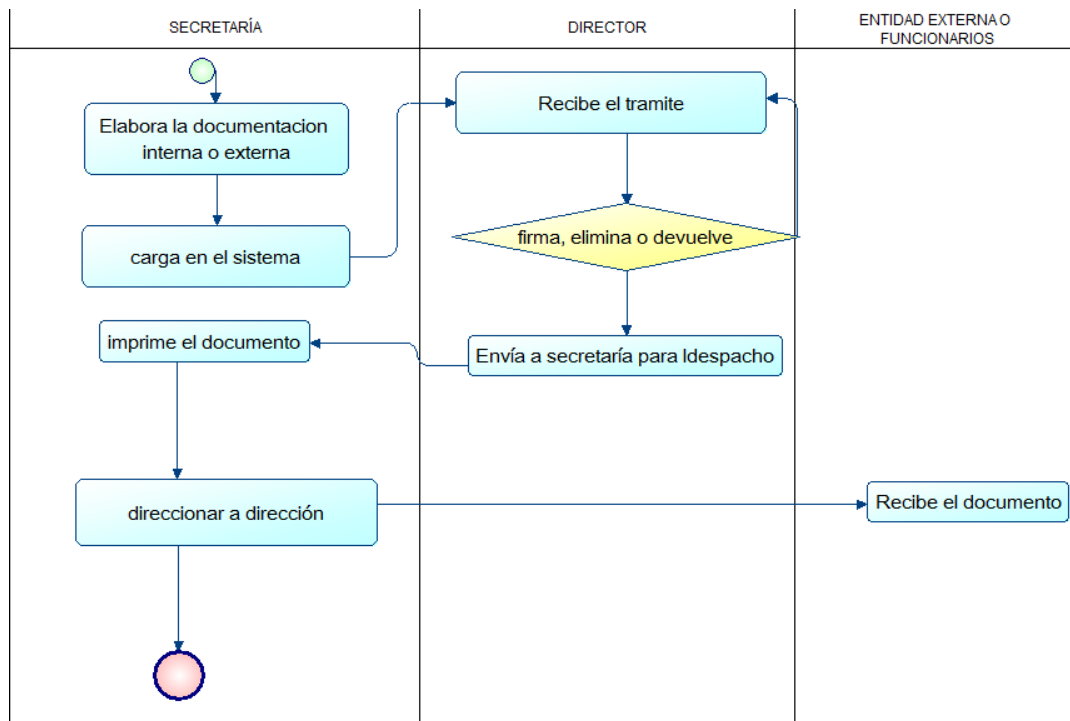 SECRETARÍA
DIRECTOR
ENTIDAD EXTERNA O
FUNCIONARIOS
Elabora la documentacion
interna o externa
carga en el sistema
Recibe el tramite
firma, elimina o devuelve
Envía a secretaría para ldespacho
imprime el documento
direccionar a dirección
Recibe el documento